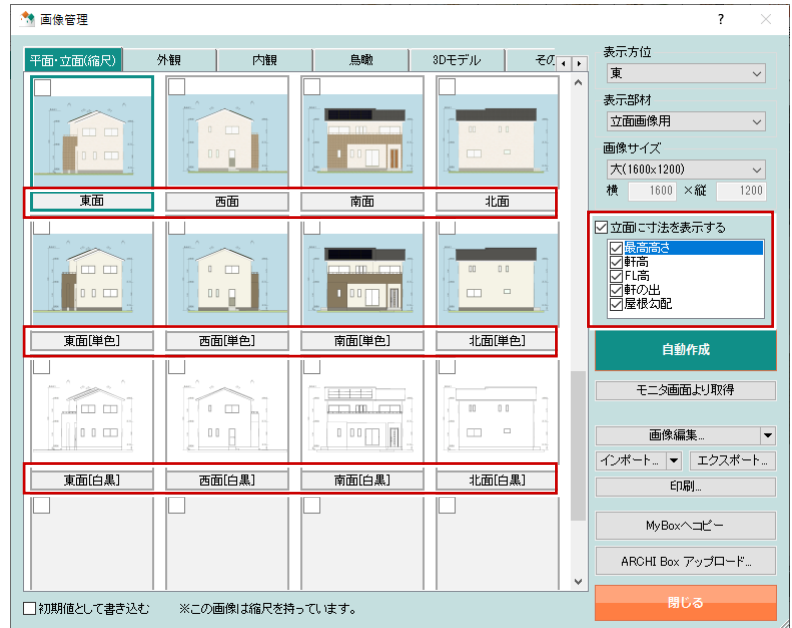 画像管理
平面・立面(縮尺) 外観 内観 鳥瞰 3Dモデル その
東面 西面 南面 北面
東面[単色] 西面[単色] 南面[単色] 北面[単色]
東面[白黒] 西面[白黒] 南面[白黒] 北面[白黒]
初期値として書き込む ※この画像は縮尺を持っています。
表示方位
東
表示部材
立面画像用
画像サイズ
大(1600x1200)
横 1600 ×縦 1200
立面に寸法を表示する
最高高さ
軒高
FL高
軒の出
屋根勾配
自動作成
モニタ画面より取得
画像編集...
インポート... エクスポート...
印刷...
MyBoxへコピー
ARCHI Box アップロード...
閉じる